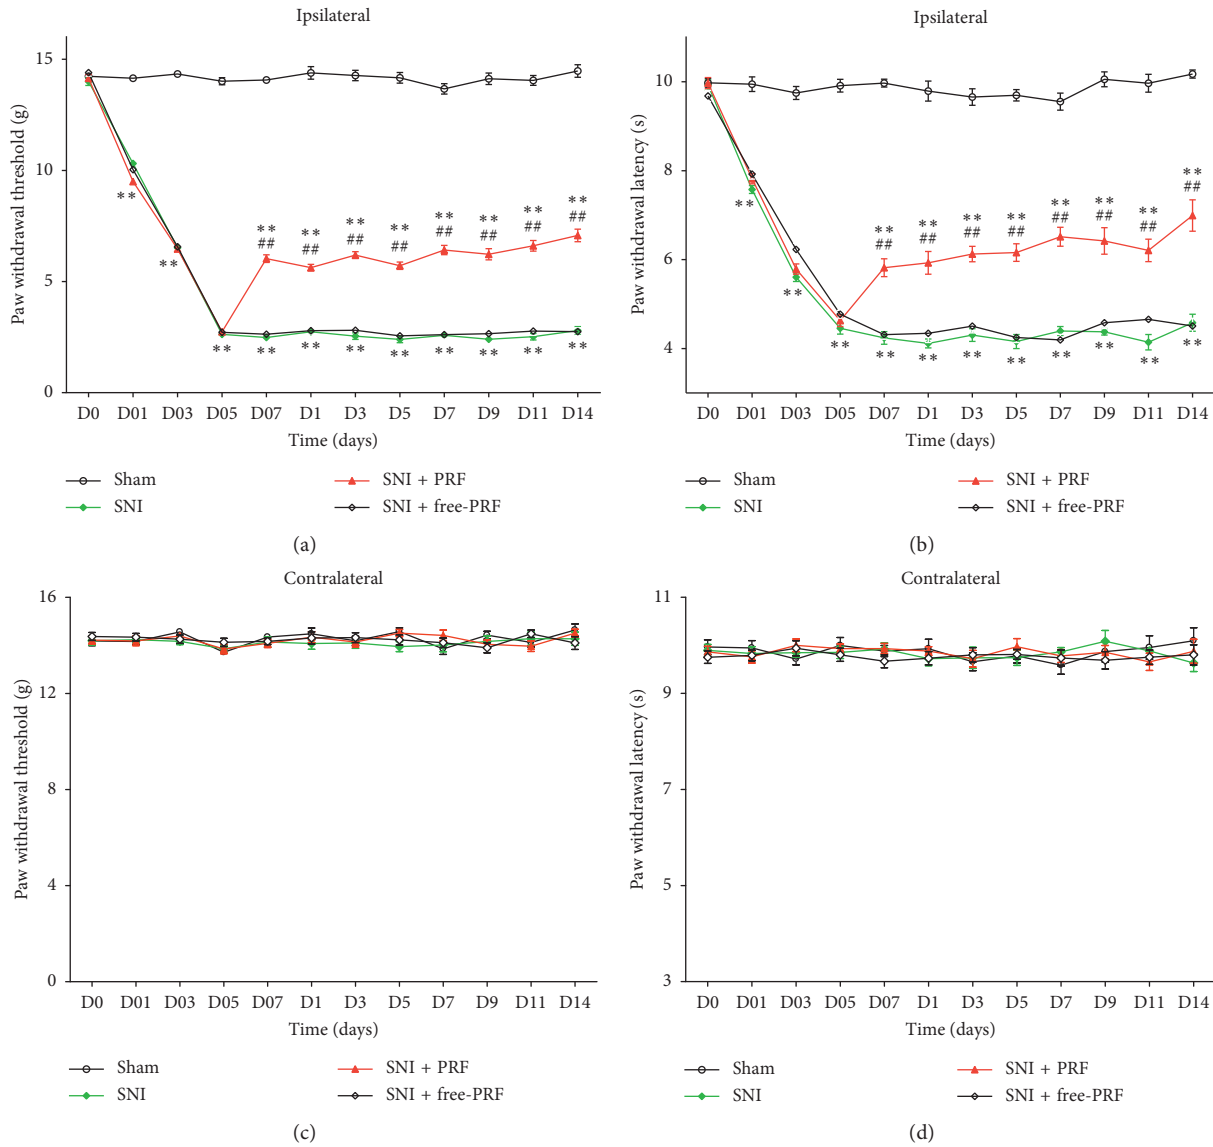 Ipsilateral
Paw withdrawal threshold (g)
15
10
5
0
** ** ** ** ** ** ** ** ** **
## ## ## ## ## ## ## ##
** ** ** ** ** ** ** ** **
D0 D01 D03 D05 D07 D1 D3 D5 D7 D9 D11 D14
Time (days)
Sham
SNI
SNI + PRF
SNI + free-PRF
(a)
Ipsilateral
Paw withdrawal latency (s)
10
8
6
4
** ** ** ** ** ** ** ** ** **
## ## ## ## ## ## ## ##
** ** ** ** ** ** ** ** **
D0 D01 D03 D05 D07 D1 D3 D5 D7 D9 D11 D14
Time (days)
Sham
SNI
SNI + PRF
SNI + free-PRF
(b)
Contralateral
Paw withdrawal threshold (g)
16
12
8
4
0
D0 D01 D03 D05 D07 D1 D3 D5 D7 D9 D11 D14
Time (days)
Sham
SNI
SNI + PRF
SNI + free-PRF
(c)
Contralateral
Paw withdrawal latency (s)
11
9
7
5
3
D0 D01 D03 D05 D07 D1 D3 D5 D7 D9 D11 D14
Time (days)
Sham
SNI
SNI + PRF
SNI + free-PRF
(d)